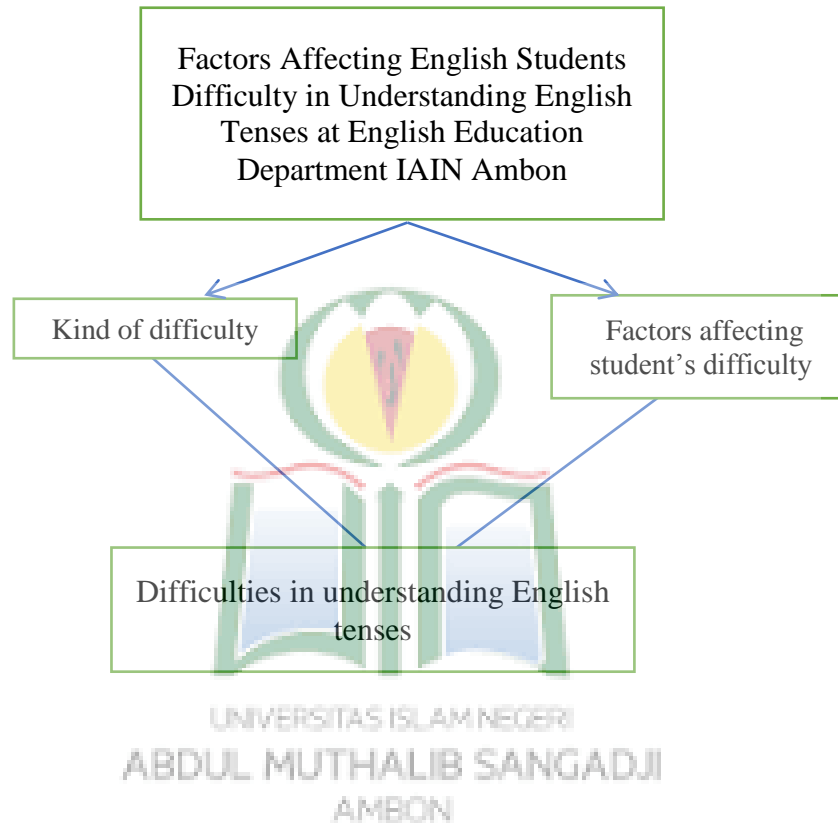 Factors Affecting English Students
Difficulty in Understanding English
Tenses at English Education
Department IAIN Ambon
Kind of difficulty
Factors affecting
student’s difficulty
Difficulties in understanding English
tenses
UNIVERSITAS ISLAM NEGERI
ABDUL MUTHALIB SANGADJI
AMBON